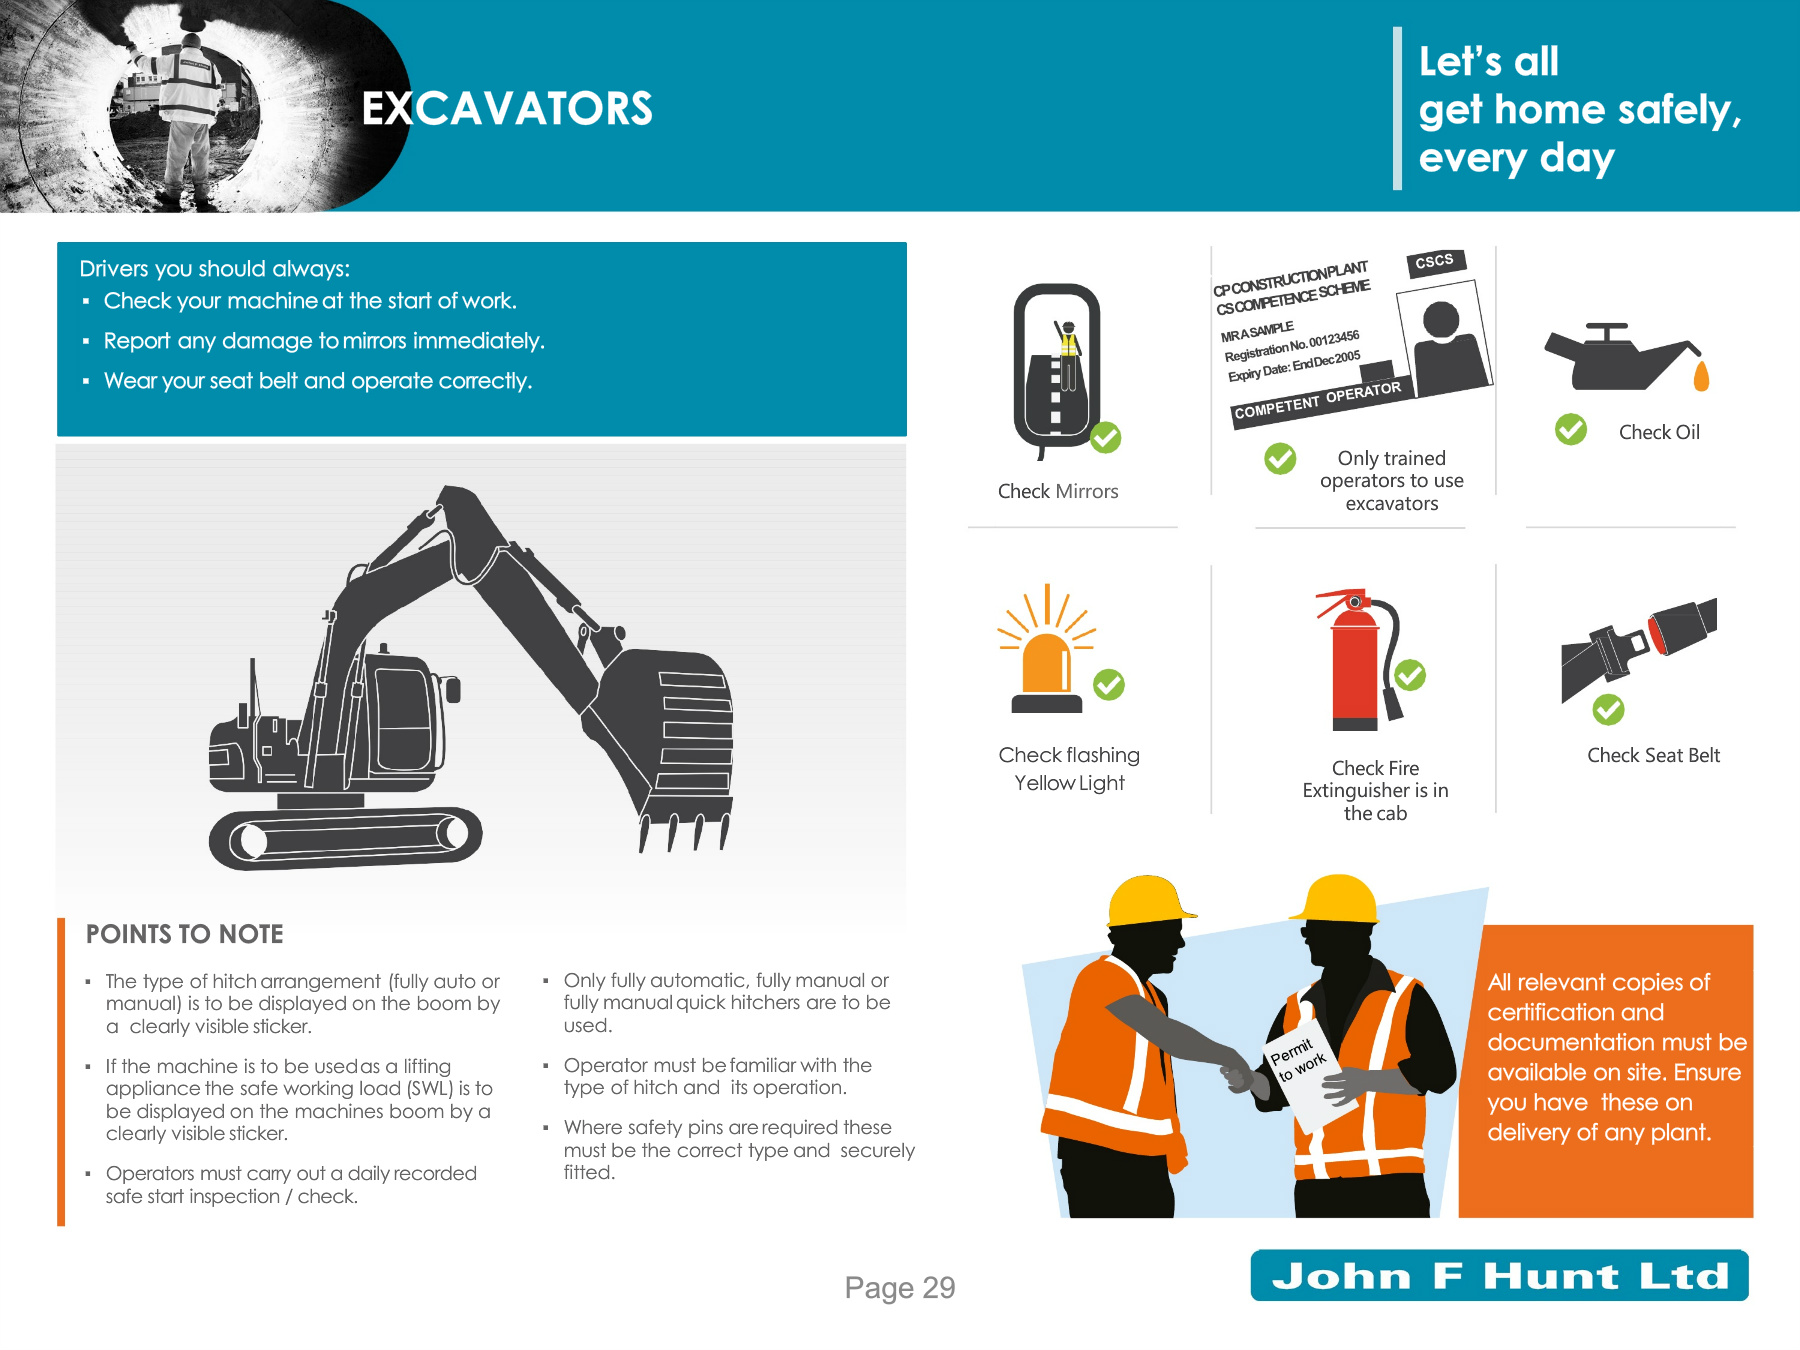 EXCAVATORS
Let's all
get home safely,
every day
Drivers you should always:
▪ Check your machine at the start of work.
▪ Report any damage to mirrors immediately.
▪ Wear your seat belt and operate correctly.
CP CONSTRUCTION PLANT
CS COMPETENCE SCHEME
CSCS
MR A SAMPLE
Registration No. 00123456
Expiry Date: End Dec 2005
COMPETENT OPERATOR
Check Mirrors
Only trained
operators to use
excavators
Check Oil
Check flashing
Yellow Light
Check Fire
Extinguisher is in
the cab
Check Seat Belt
POINTS TO NOTE
▪ The type of hitch arrangement (fully auto or
manual) is to be displayed on the boom by
a clearly visible sticker.
▪ If the machine is to be used as a lifting
appliance the safe working load (SWL) is to
be displayed on the machines boom by a
clearly visible sticker.
▪ Operators must carry out a daily recorded
safe start inspection / check.
▪ Only fully automatic, fully manual or
fully manual quick hitchers are to be
used.
▪ Operator must be familiar with the
type of hitch and its operation.
▪ Where safety pins are required these
must be the correct type and securely
fitted.
Permit
to work
All relevant copies of
certification and
documentation must be
available on site. Ensure
you have these on
delivery of any plant.
Page 29
John F Hunt Ltd